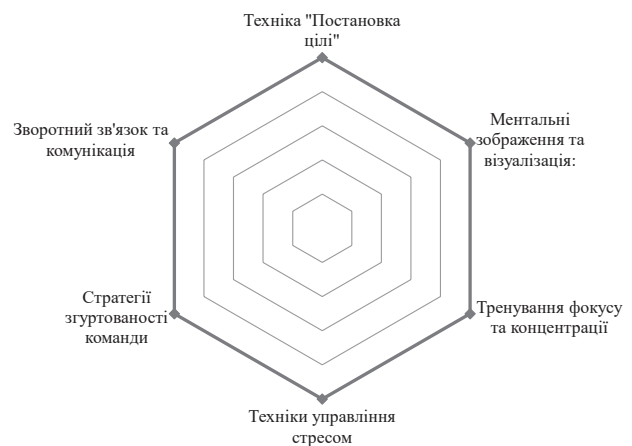 Техніка "Постановка
цілі"
Ментальні
зображення та
візуалізація:
Тренування фокусу
та концентрації
Техніки управління
стресом
Стратегії
згуртованості
команди
Зворотний зв'язок та
комунікація